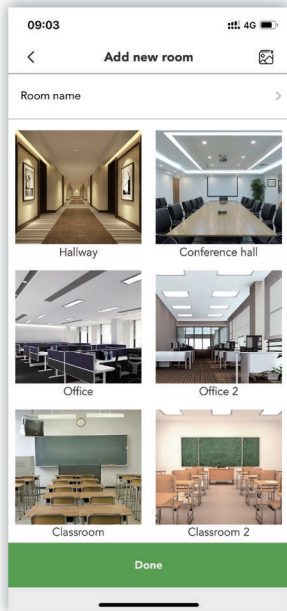 09:03 4G
Add new room
Room name
Hallway Conference hall
Office Office 2
Classroom Classroom 2
Done